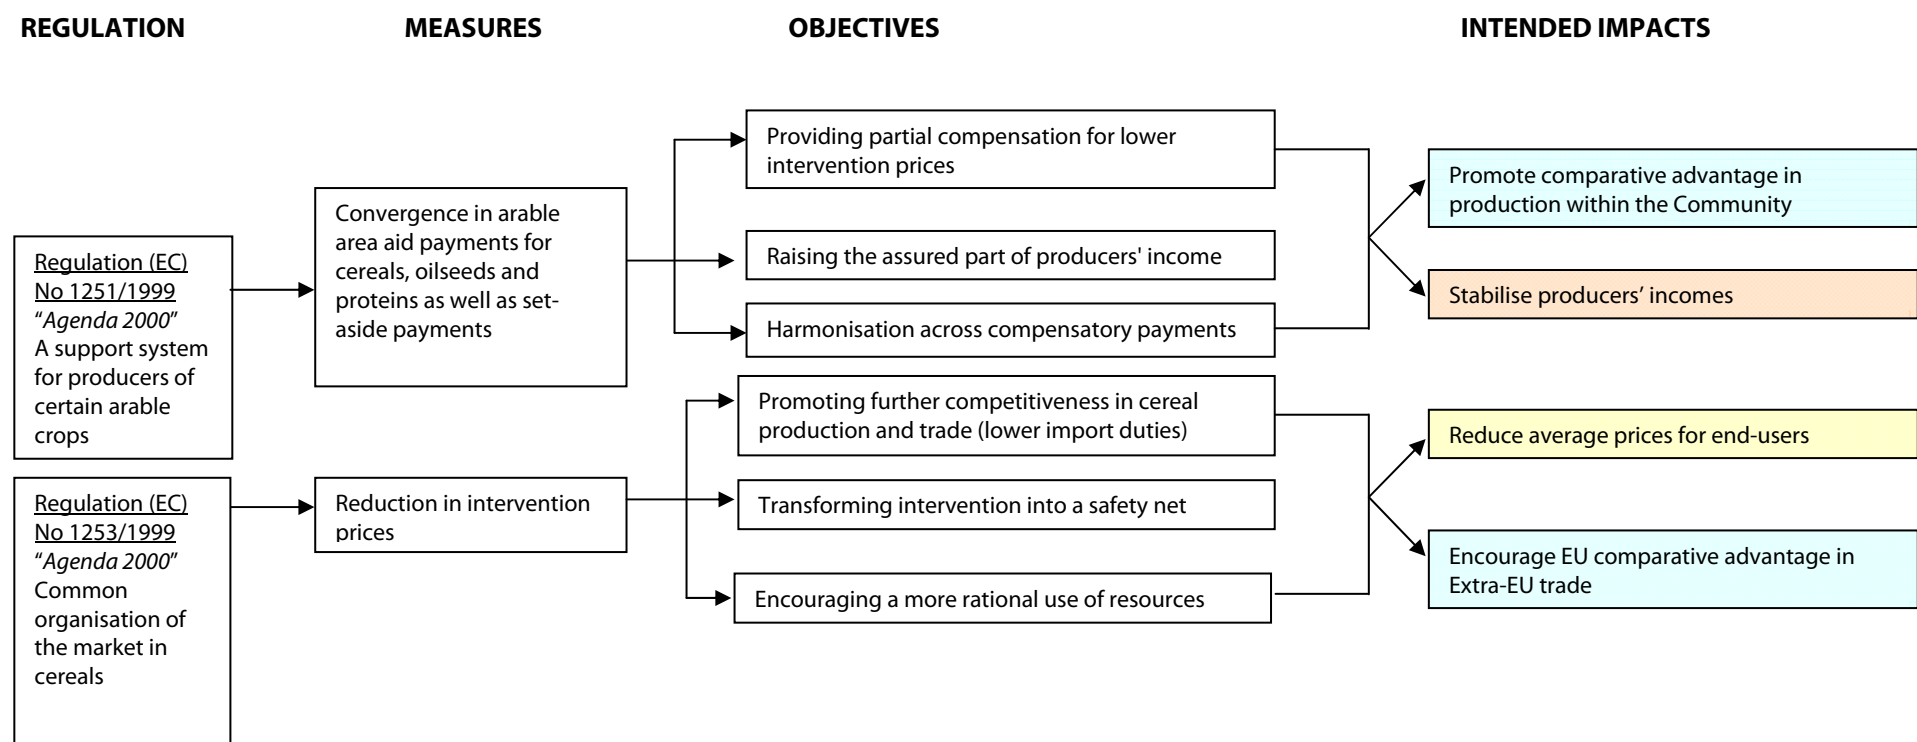 REGULATION
MEASURES
OBJECTIVES
INTENDED IMPACTS
Regulation (EC)
No 1251/1999
“Agenda 2000”
A support system
for producers of
certain arable
crops
Convergence in arable
area aid payments for
cereals, oilseeds and
proteins as well as set-
aside payments
Providing partial compensation for lower
intervention prices
Raising the assured part of producers' income
Harmonisation across compensatory payments
Promote comparative advantage in
production within the Community
Stabilise producers’ incomes
Regulation (EC)
No 1253/1999
“Agenda 2000”
Common
organisation of
the market in
cereals
Reduction in intervention
prices
Promoting further competitiveness in cereal
production and trade (lower import duties)
Transforming intervention into a safety net
Encouraging a more rational use of resources
Reduce average prices for end-users
Encourage EU comparative advantage in
Extra-EU trade